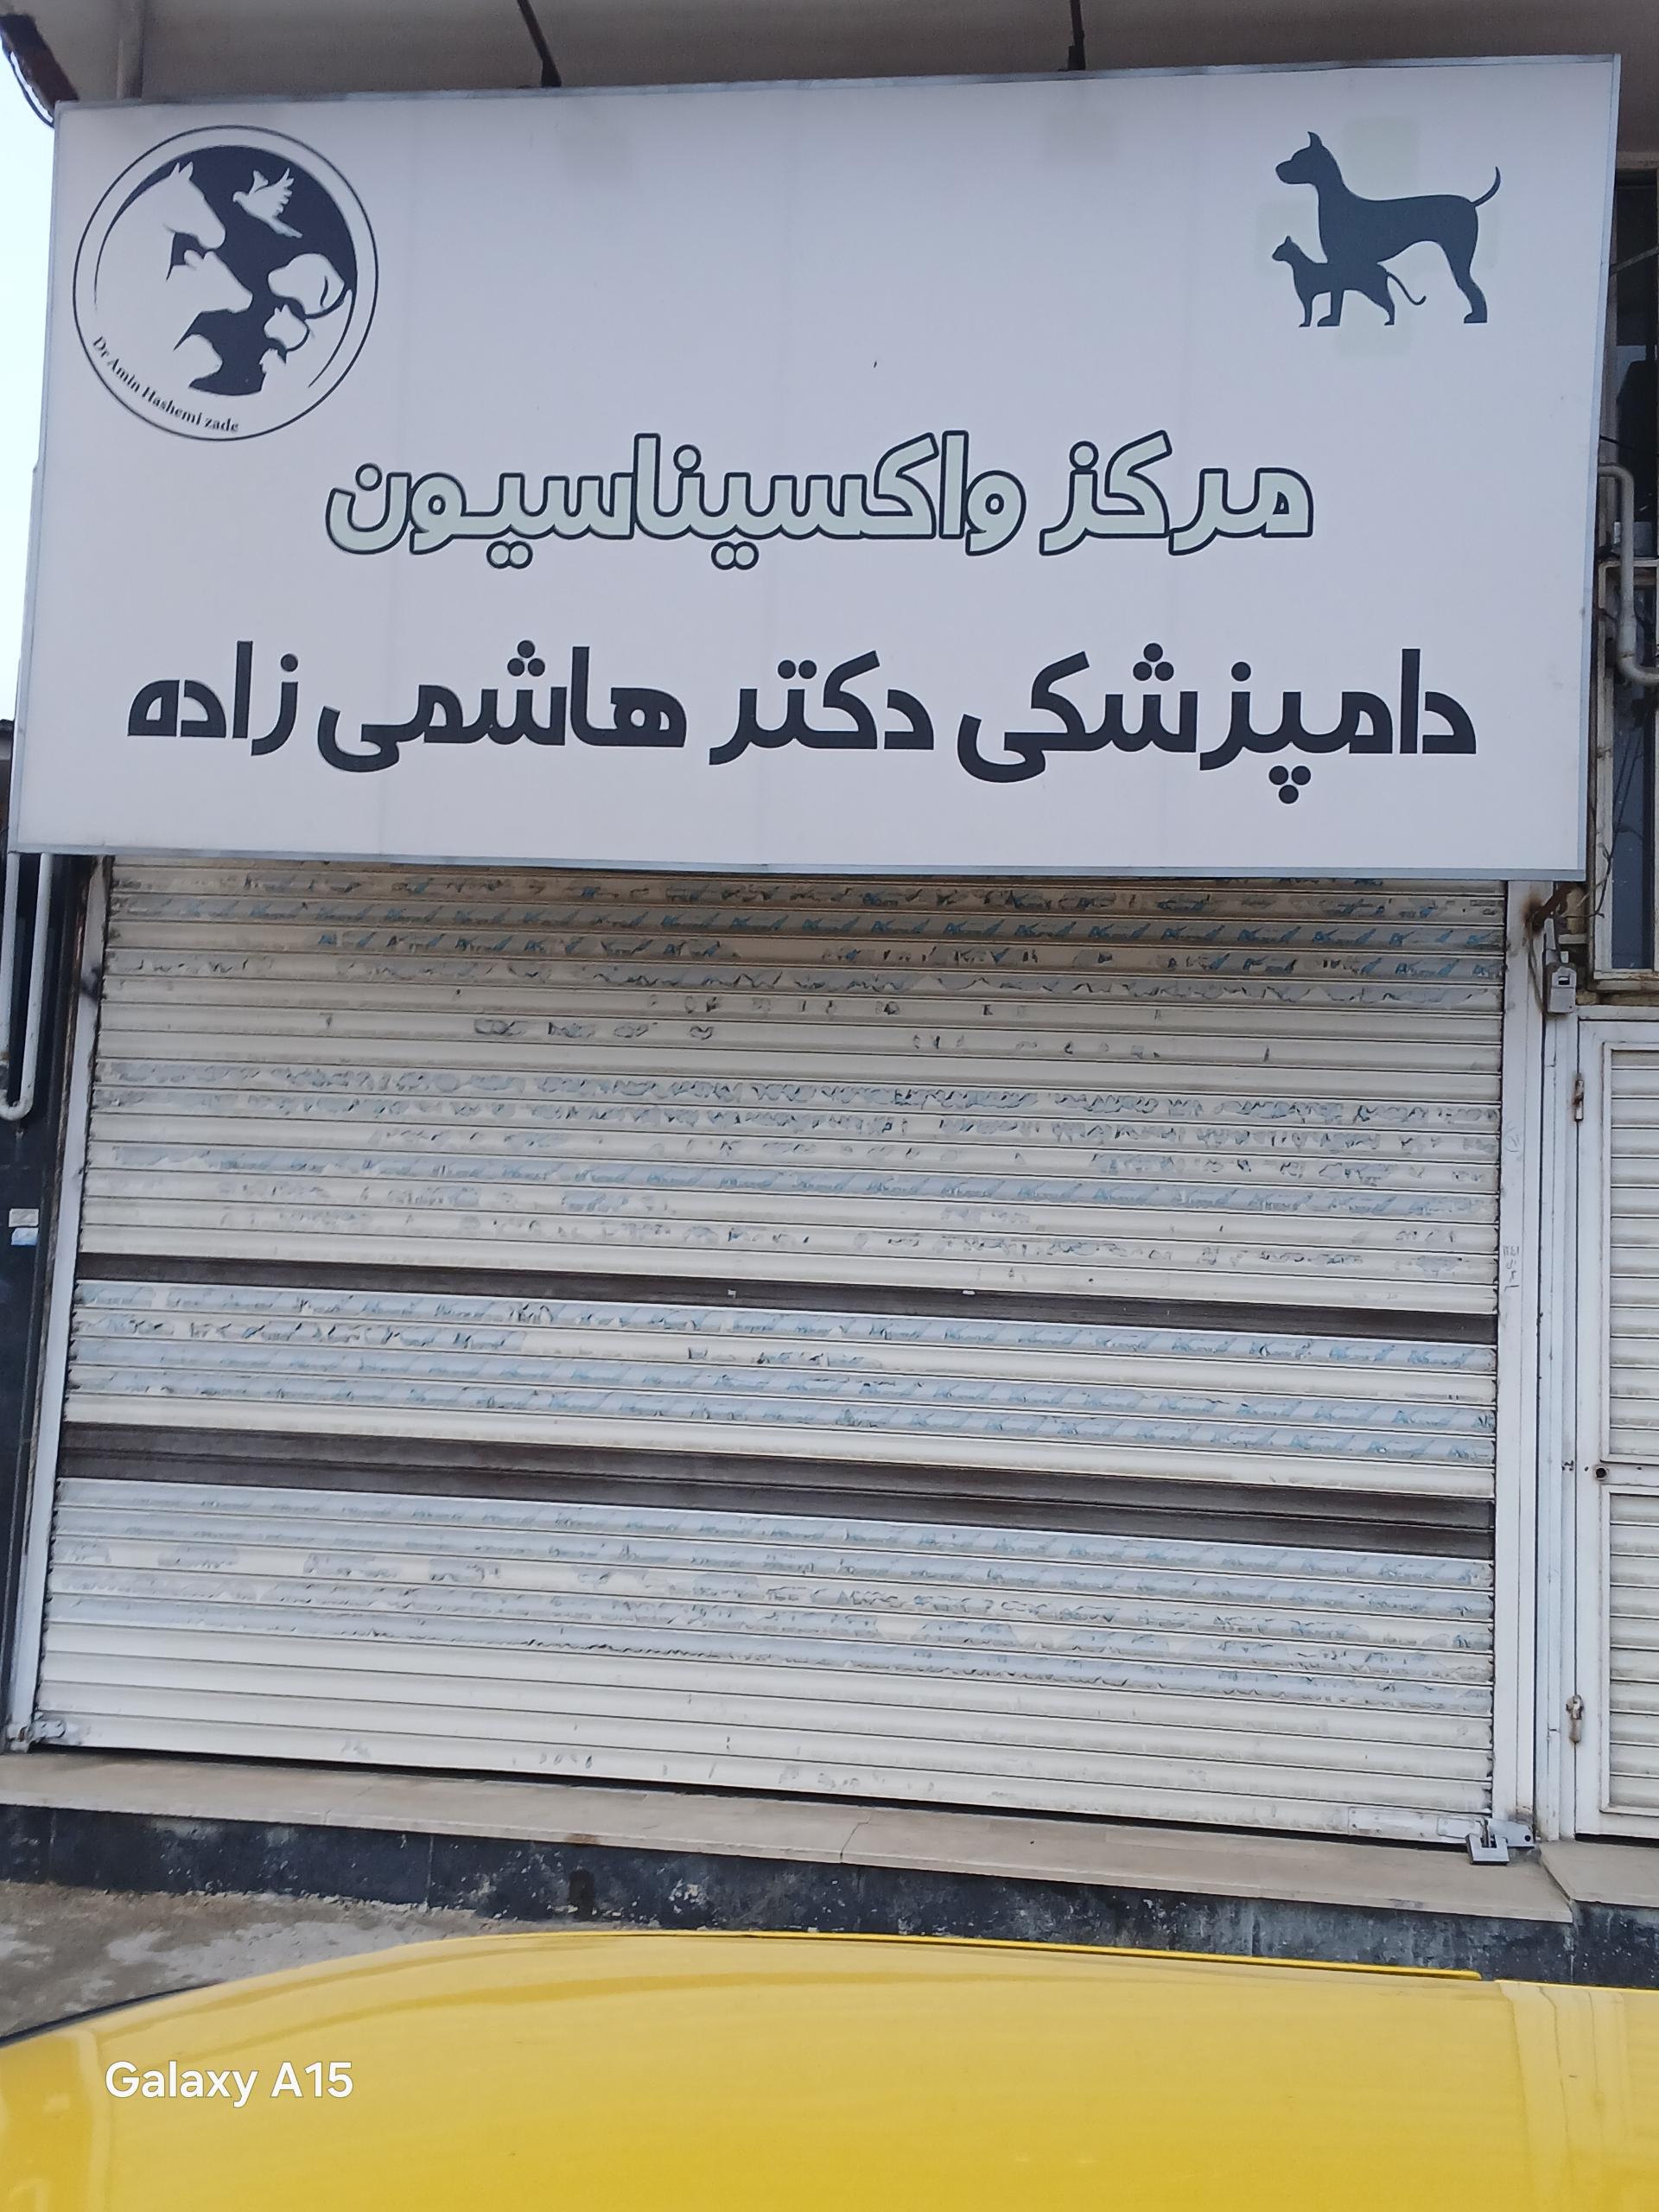 Dr Amin Hashemi zade
مرکز واکسیناسیون
دامپزشکی دکتر هاشمی زاده
Galaxy A15